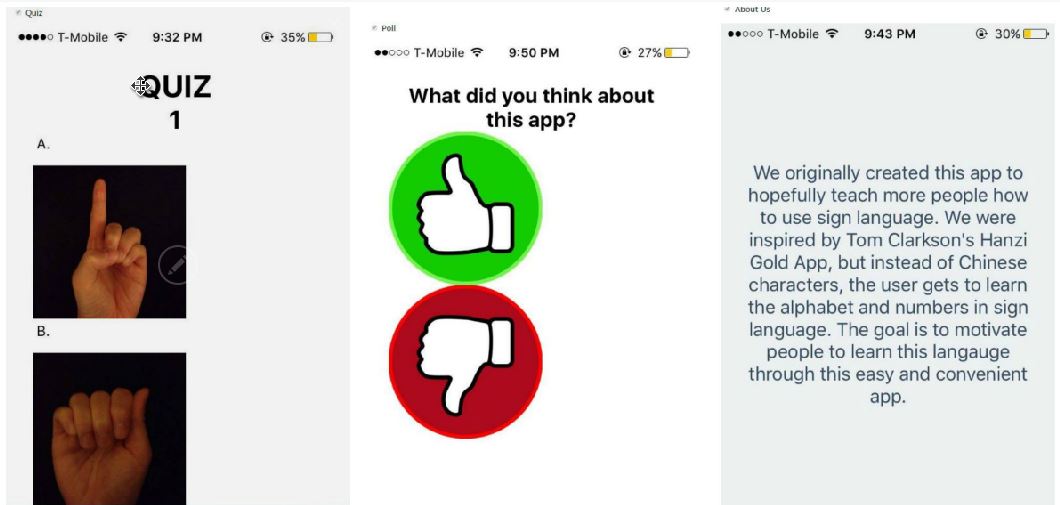 Quiz
T-Mobile 9:32 PM 35%
QUIZ
1
A.
B.
Poll
T-Mobile 9:50 PM 27%
What did you think about
this app?
About Us
T-Mobile 9:43 PM 30%
We originally created this app to
hopefully teach more people how
to use sign language. We were
inspired by Tom Clarkson's Hanzi
Gold App, but instead of Chinese
characters, the user gets to learn
the alphabet and numbers in sign
language. The goal is to motivate
people to learn this langauge
through this easy and convenient
app.